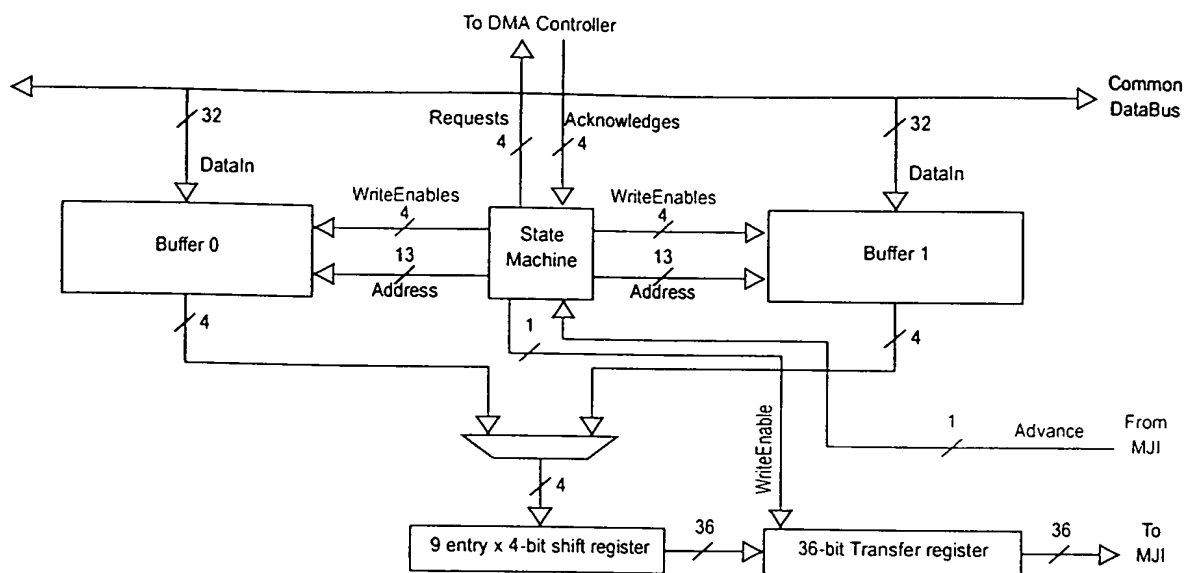 To DMA Controller
Common
DataBus
32
Requests
4
Acknowledges
4
32
DataIn
DataIn
WriteEnables
4
WriteEnables
4
Buffer 0
State
Machine
Buffer 1
13
Address
13
Address
4
1
4
WriteEnable
1
Advance
From
MJI
4
9 entry x 4-bit shift register
36
36-bit Transfer register
36
To
MJI